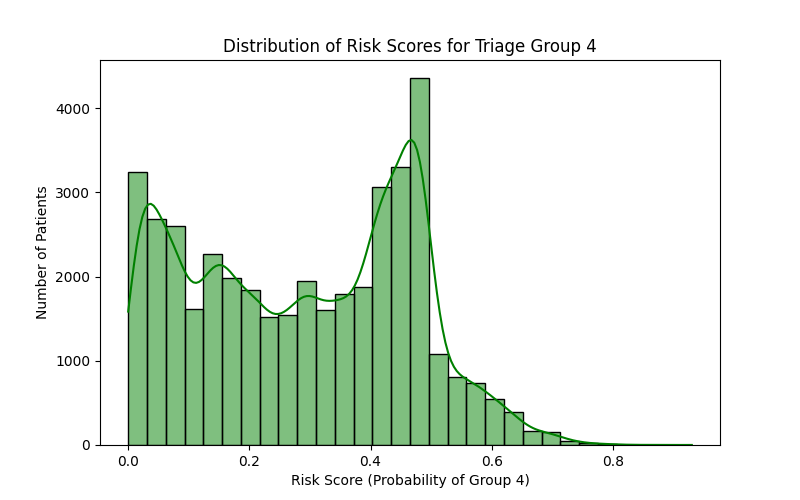 Distribution of Risk Scores for Triage Group 4
Number of Patients
4000
3000
2000
1000
0
0.0 0.2 0.4 0.6 0.8
Risk Score (Probability of Group 4)